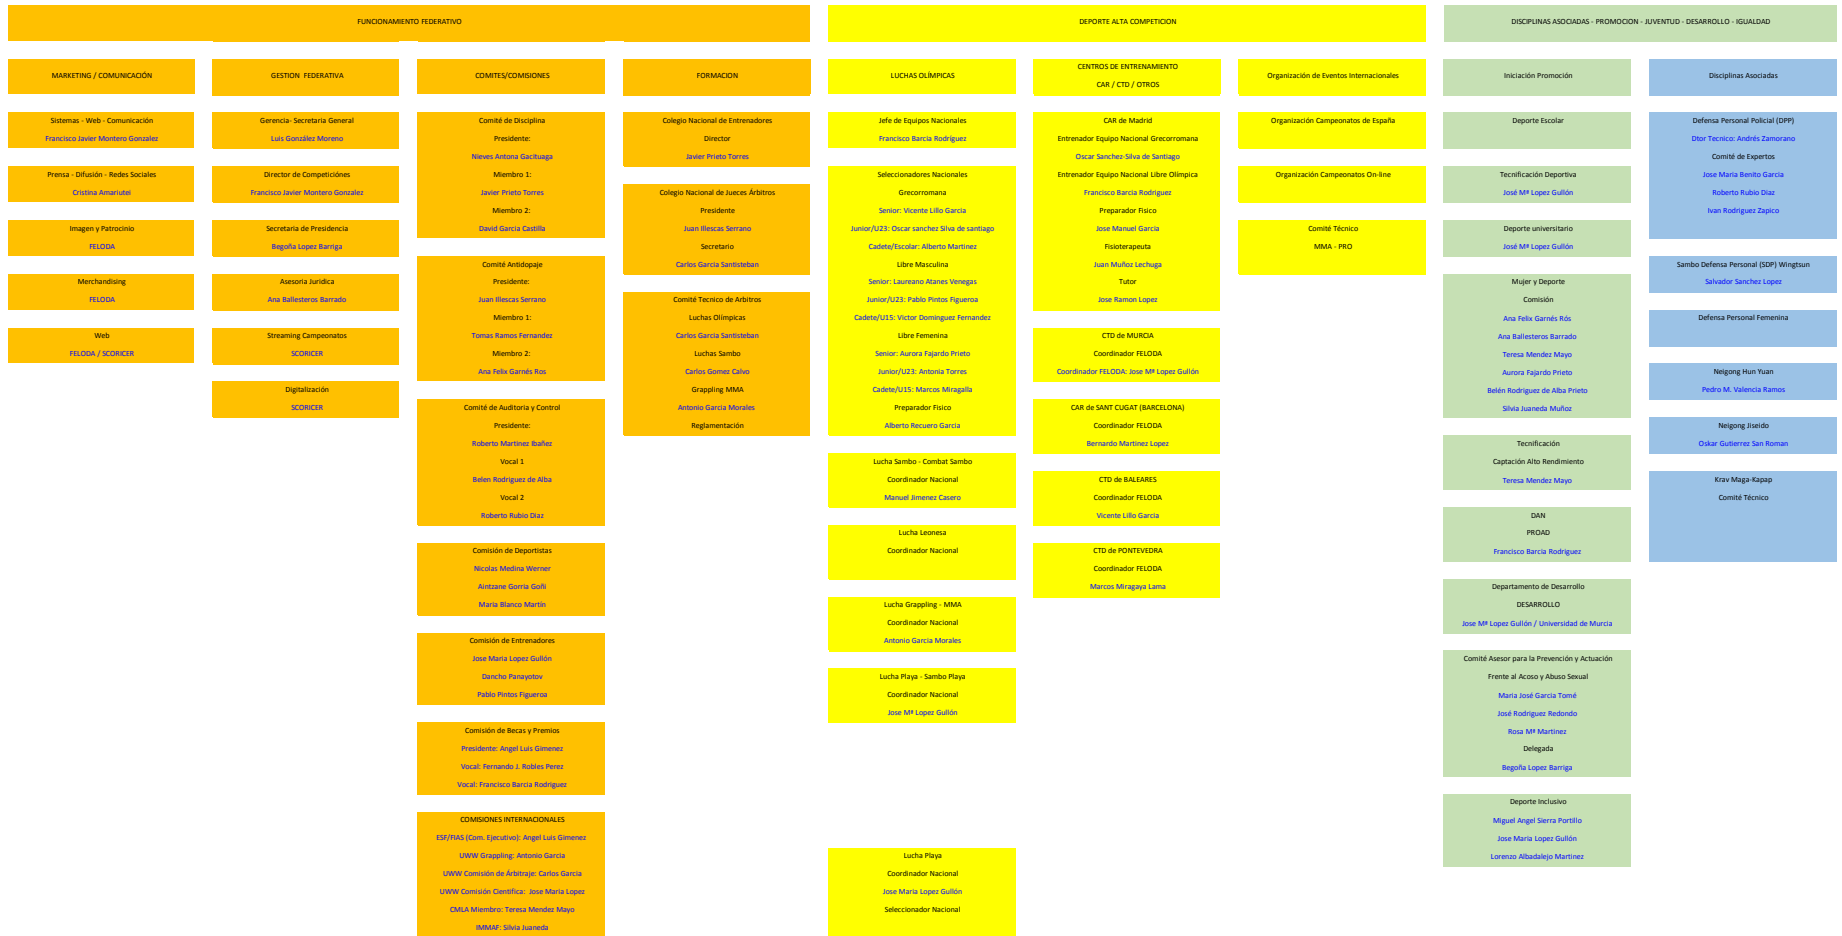 FUNCIONAMIENTO FEDERATIVO
DEPORTE ALTA COMPETICION
DISCIPLINAS ASOCIADAS - PROMOCION - JUVENTUD - DESARROLLO - IGUALDAD
MARKETING / COMUNICACIÓN
Sistemas - Web - Comunicación
Francisco Javier Montero Gonzalez
Prensa - Difusión - Redes Sociales
Cristina Amariutei
Imagen y Patrocinio
FELODA
Merchandising
FELODA
Web
FELODA / SCORICER
GESTION FEDERATIVA
Gerencia- Secretaria General
Luis González Moreno
Director de Competiciónes
Francisco Javier Montero Gonzalez
Secretaria de Presidencia
Begoña Lopez Barriga
Asesoria Juridica
Ana Ballesteros Barrado
Streaming Campeonatos
SCORICER
Digitalización
SCORICER
COMITES/COMISIONES
Comité de Disciplina
Presidente:
Nieves Antona Gacituaga
Miembro 1:
Javier Prieto Torres
Miembro 2:
David Garcia Castilla
Comité Antidopaje
Presidente:
Juan Illescas Serrano
Miembro 1:
Tomas Ramos Fernandez
Miembro 2:
Ana Felix Garnés Ros
Comité de Auditoria y Control
Presidente:
Roberto Martinez Ibañez
Vocal 1
Belen Rodriguez de Alba
Vocal 2
Roberto Rubio Diaz
Comisión de Deportistas
Nicolas Medina Werner
Aintzane Gorria Goñi
Maria Blanco Martín
Comisión de Entrenadores
Jose Maria Lopez Gullón
Dancho Panayotov
Pablo Pintos Figueroa
Comisión de Becas y Premios
Presidente: Angel Luis Gimenez
Vocal: Fernando J. Robles Perez
Vocal: Francisco Barcia Rodriguez
COMISIONES INTERNACIONALES
ESF/FIAS (Com. Ejecutivo): Angel Luis Gimenez
UWW Grappling: Antonio Garcia
UWW Comisión de Árbitraje: Carlos Garcia
UWW Comisión Cientifica: Jose Maria Lopez
CMLA Miembro: Teresa Mendez Mayo
IMMAF: Silvia Juaneda
FORMACION
Colegio Nacional de Entrenadores
Director
Javier Prieto Torres
Colegio Nacional de Jueces Árbitros
Presidente
Juan Illescas Serrano
Secretario
Carlos Garcia Santisteban
Comité Tecnico de Arbitros
Luchas Olímpicas
Carlos Garcia Santisteban
Luchas Sambo
Carlos Gomez Calvo
Grappling MMA
Antonio Garcia Morales
Reglamentación
LUCHAS OLÍMPICAS
Jefe de Equipos Nacionales
Francisco Barcia Rodríguez
Seleccionadores Nacionales
Grecorromana
Senior: Vicente Lillo Garcia
Junior/U23: Oscar sanchez Silva de santiago
Cadete/Escolar: Alberto Martinez
Libre Masculina
Senior: Laureano Atanes Venegas
Junior/U23: Pablo Pintos Figueroa
Cadete/U15: Victor Dominguez Fernandez
Libre Femenina
Senior: Aurora Fajardo Prieto
Junior/U23: Antonia Torres
Cadete/U15: Marcos Miragalla
Preparador Fisico
Alberto Recuero Garcia
Lucha Sambo - Combat Sambo
Coordinador Nacional
Manuel Jimenez Casero
Lucha Leonesa
Coordinador Nacional
Lucha Grappling - MMA
Coordinador Nacional
Antonio Garcia Morales
Lucha Playa - Sambo Playa
Coordinador Nacional
Jose Mª Lopez Gullón
Lucha Playa
Coordinador Nacional
Jose Maria Lopez Gullón
Seleccionador Nacional
CENTROS DE ENTRENAMIENTO
CAR / CTD / OTROS
CAR de Madrid
Entrenador Equipo Nacional Grecorromana
Oscar Sanchez-Silva de Santiago
Entrenador Equipo Nacional Libre Olímpica
Francisco Barcia Rodriguez
Preparador Fisico
Jose Manuel Garcia
Fisioterapeuta
Juan Muñoz Lechuga
Tutor
Jose Ramon Lopez
CTD de MURCIA
Coordinador FELODA
Coordinador FELODA: Jose Mª Lopez Gullón
CAR de SANT CUGAT (BARCELONA)
Coordinador FELODA
Bernardo Martinez Lopez
CTD de BALEARES
Coordinador FELODA
Vicente Lillo Garcia
CTD de PONTEVEDRA
Coordinador FELODA
Marcos Miragaya Lama
Organización de Eventos Internacionales
Organización Campeonatos de España
Organización Campeonatos On-line
Comité Técnico
MMA - PRO
Iniciación Promoción
Deporte Escolar
Tecnificación Deportiva
José Mª Lopez Gullón
Deporte universitario
José Mª Lopez Gullón
Mujer y Deporte
Comisión
Ana Felix Garnés Rós
Ana Ballesteros Barrado
Teresa Mendez Mayo
Aurora Fajardo Prieto
Belén Rodriguez de Alba Prieto
Silvia Juaneda Muñoz
Tecnificación
Captación Alto Rendimiento
Teresa Mendez Mayo
DAN
PROAD
Francisco Barcia Rodriguez
Departamento de Desarrollo
DESARROLLO
Jose Mª Lopez Gullón / Universidad de Murcia
Comité Asesor para la Prevención y Actuación
Frente al Acoso y Abuso Sexual
Maria José Garcia Tomé
José Rodriguez Redondo
Rosa Mª Martinez
Delegada
Begoña Lopez Barriga
Deporte Inclusivo
Miguel Angel Sierra Portillo
Jose Maria Lopez Gullón
Lorenzo Albadalejo Martinez
Disciplinas Asociadas
Defensa Personal Policial (DPP)
Dtor Tecnico: Andrés Zamorano
Comité de Expertos
Jose Maria Benito Garcia
Roberto Rubio Diaz
Ivan Rodriguez Zapico
Sambo Defensa Personal (SDP) Wingtsun
Salvador Sanchez Lopez
Defensa Personal Femenina
Neigong Hun Yuan
Pedro M. Valencia Ramos
Neigong Jiseido
Oskar Gutierrez San Roman
Krav Maga-Kapap
Comité Técnico